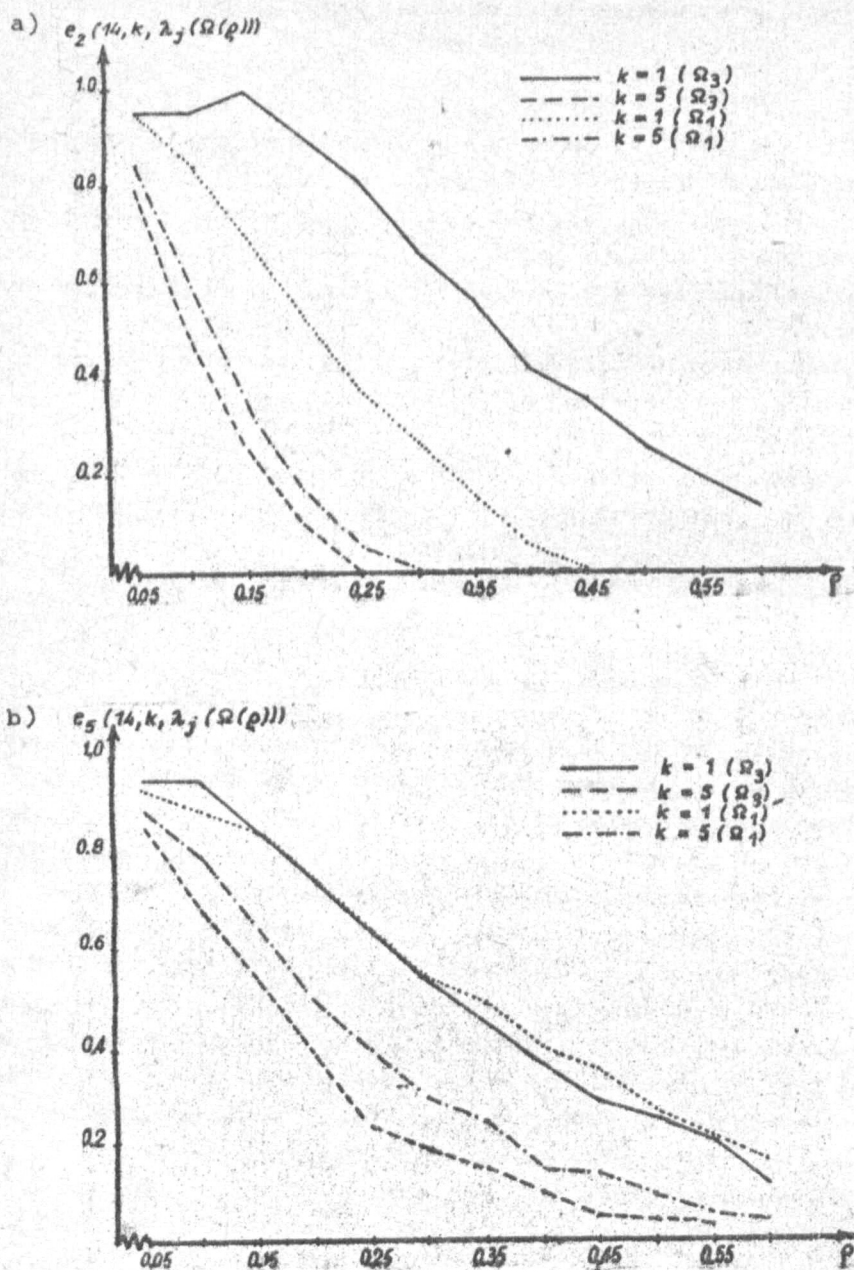 a) e₂ (14, k, λⱼ (Ω(ϱ)))
1.0
0.8
0.6
0.4
0.2
k = 1 ( Ω₃ )
k = 5 ( Ω₃ )
k = 1 ( Ω₁ )
k = 5 ( Ω₁ )
0.05 0.15 0.25 0.35 0.45 0.55 ϱ
b) e₅ (14, k, λⱼ (Ω(ϱ)))
1,0
0.8
0.6
0.4
0.2
k = 1 ( Ω₃ )
k = 5 ( Ω₃ )
k = 1 ( Ω₁ )
k = 5 ( Ω₁ )
0.05 0.15 0.25 0.35 0.45 0.55 ϱ